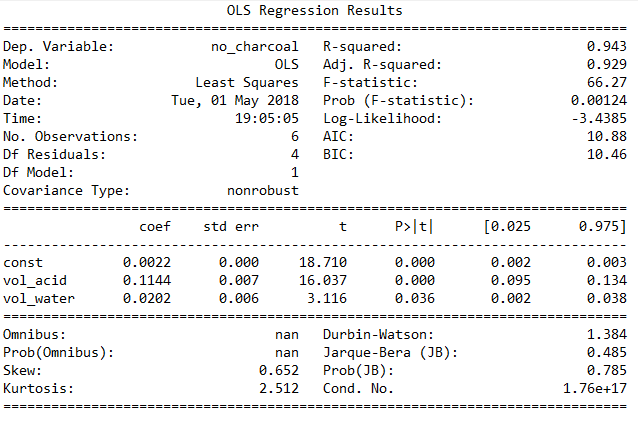 OLS Regression Results
==============================================================================
Dep. Variable:             no_charcoal   R-squared:                       0.943
Model:                             OLS   Adj. R-squared:                  0.929
Method:                  Least Squares   F-statistic:                     66.27
Date:                 Tue, 01 May 2018   Prob (F-statistic):            0.00124
Time:                         19:05:05   Log-Likelihood:                -3.4385
No. Observations:                    6   AIC:                             10.88
Df Residuals:                        4   BIC:                             10.46
Df Model:                            1
Covariance Type:             nonrobust
==============================================================================
                 coef    std err          t      P>|t|      [0.025      0.975]
------------------------------------------------------------------------------
const          0.0022      0.000     18.710      0.000       0.002       0.003
vol_acid       0.1144      0.007     16.037      0.000       0.095       0.134
vol_water      0.0202      0.006      3.116      0.036       0.002       0.038
==============================================================================
Omnibus:                           nan   Durbin-Watson:                   1.384
Prob(Omnibus):                     nan   Jarque-Bera (JB):                0.485
Skew:                            0.652   Prob(JB):                        0.785
Kurtosis:                        2.512   Cond. No.                     1.76e+17
==============================================================================